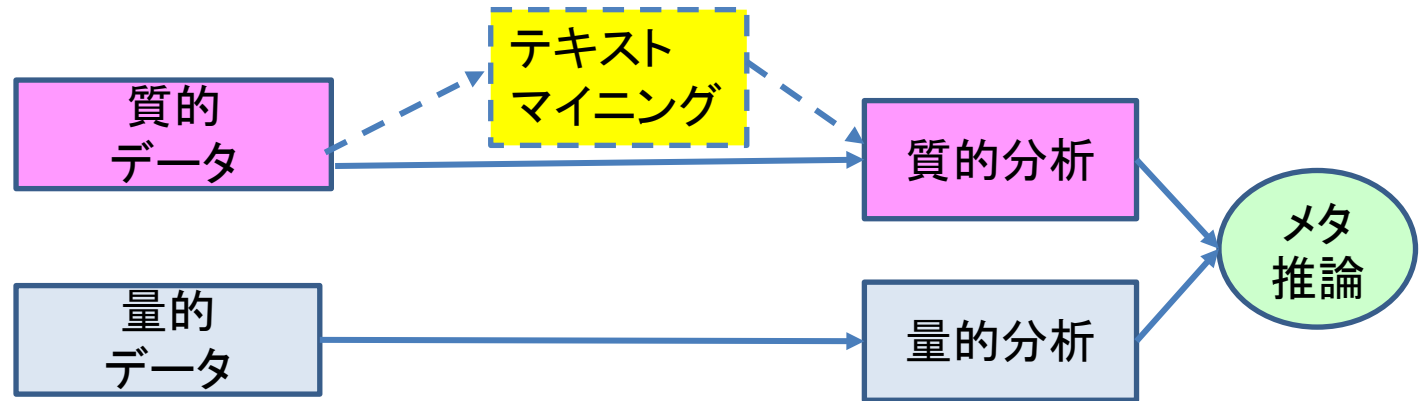 テキスト
マイニング
質的
データ
質的分析
メタ
推論
量的
データ
量的分析